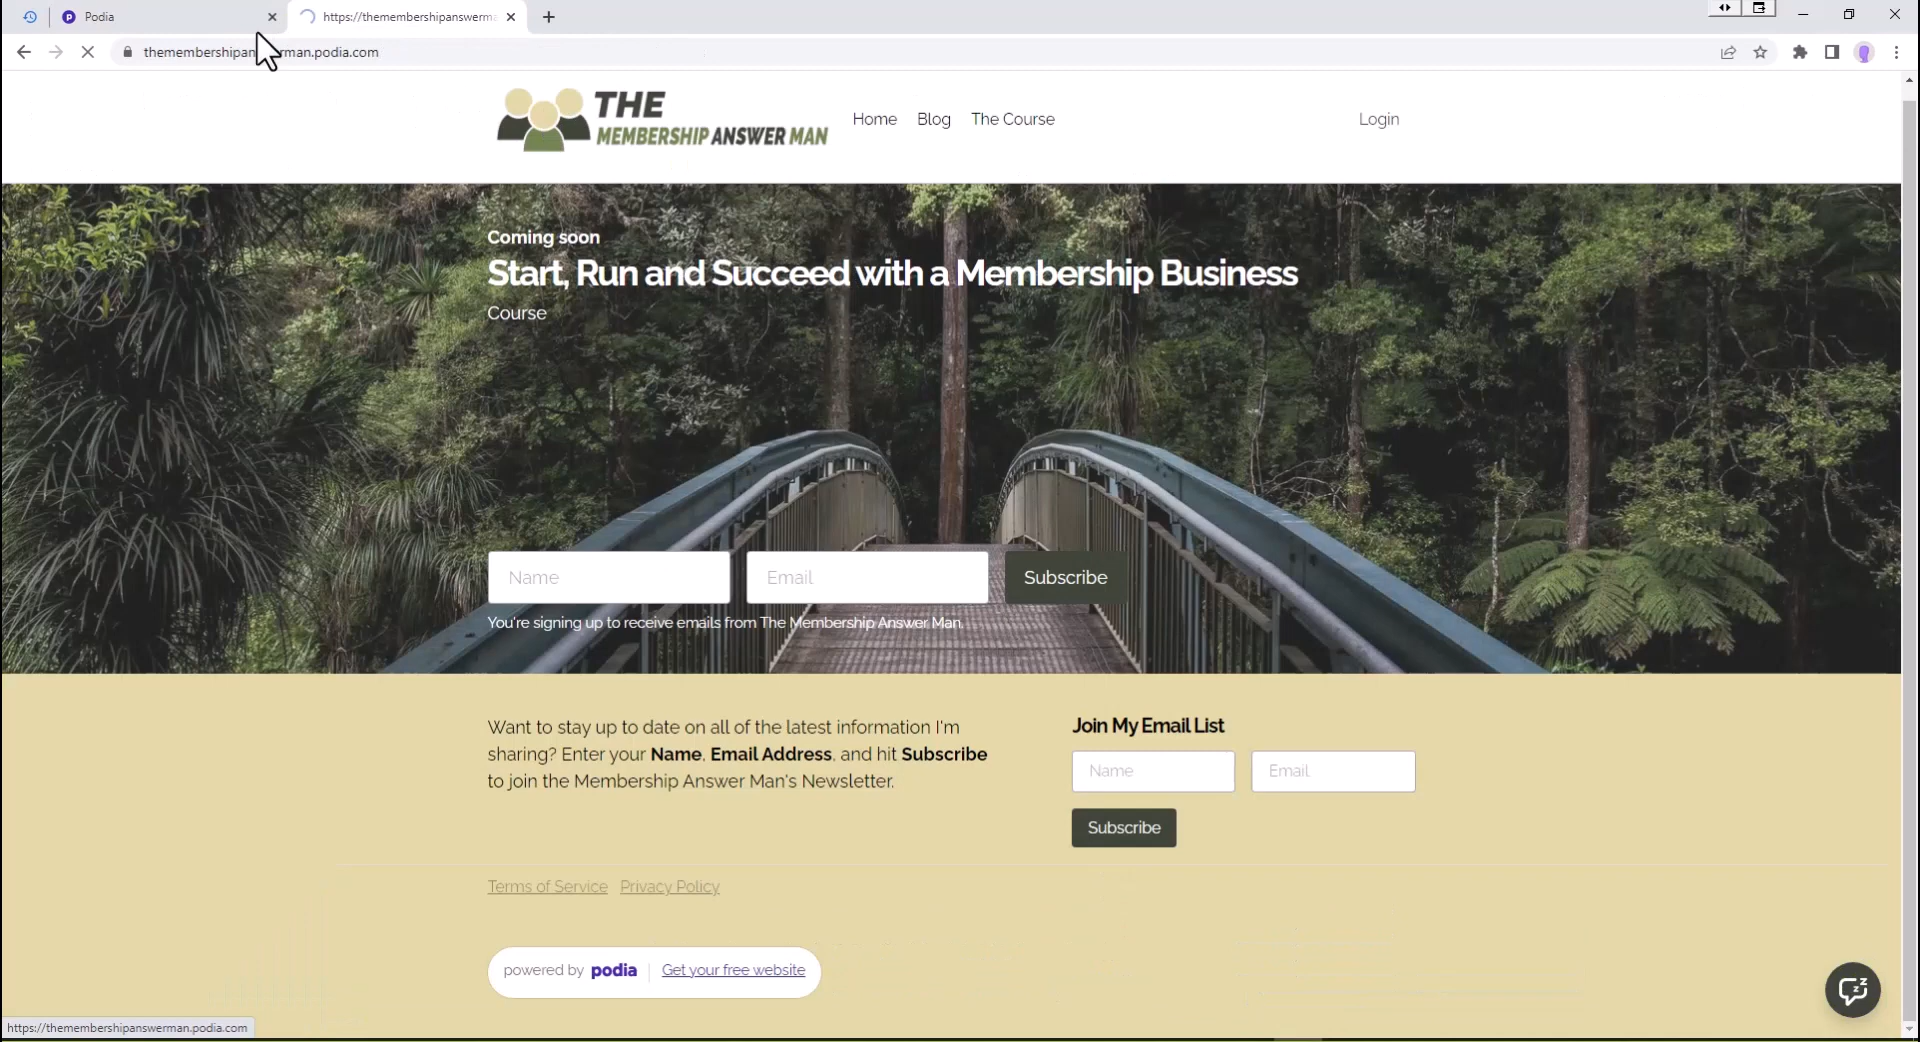 Podia
https://themembershipanswerma
themembershipan rman.podia.com
THE
MEMBERSHIP ANSWER MAN
Home Blog The Course
Login
Coming soon
Start, Run and Succeed with a Membership Business
Course
Name
Email
Subscribe
You're signing up to receive emails from The Membership Answer Man.
Want to stay up to date on all of the latest information I'm
sharing? Enter your Name, Email Address, and hit Subscribe
to join the Membership Answer Man's Newsletter.
Join My Email List
Name
Email
Subscribe
Terms of Service Privacy Policy
powered by podia Get your free website
https://themembershipanswerman.podia.com